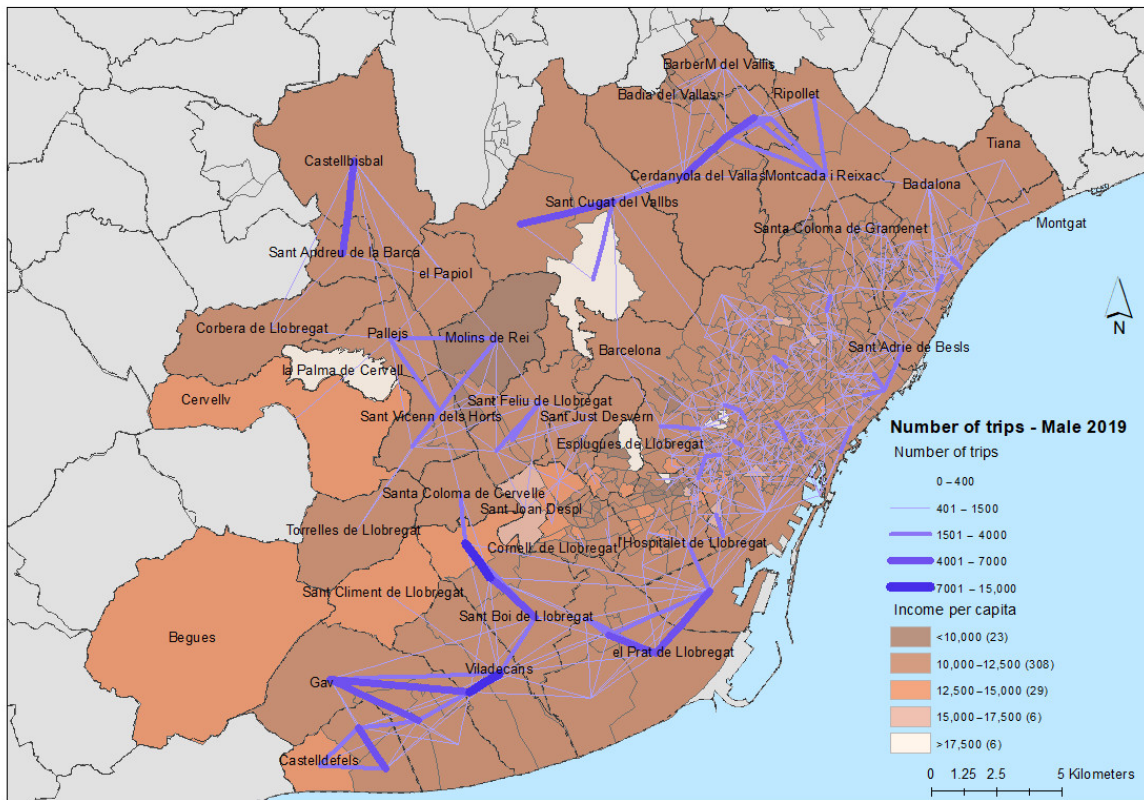 BarberM del Vallis
Badia del Vallas
Ripollet
Castellbisbal
Tiana
Cerdanyola del Vallas
Montcada i Reixac
Badalona
Sant Cugat del Vallbs
Montgat
Santa Coloma de Gramenet
Sant Andreu de la Barca
el Papiol
N
Corbera de Llobregat
Pallejs
Molins de Rei
Barcelona
Sant Adrie de Besls
la Palma de Cervell
Cervellv
Sant Feliu de Llobregat
Sant Vicenn dels Horts
Sant Just Desvern
Esplugues de Llobregat
Santa Coloma de Cervelle
Sant Joan Despl
Torrelles de Llobregat
Cornell. de Llobregat
l'Hospitalet de Llobregat
Sant Climent de Llobregat
Sant Boi de Llobregat
Begues
el Prat de Llobregat
Viladecans
Gav
Castelldefels
Number of trips - Male 2019
Number of trips
0 - 400
401 - 1500
1501 - 4000
4001 - 7000
7001 - 15,000
Income per capita
<10,000 (23)
10,000-12,500 (308)
12,500-15,000 (29)
15,000-17,500 (6)
>17,500 (6)
0 1.25 2.5 5 Kilometers